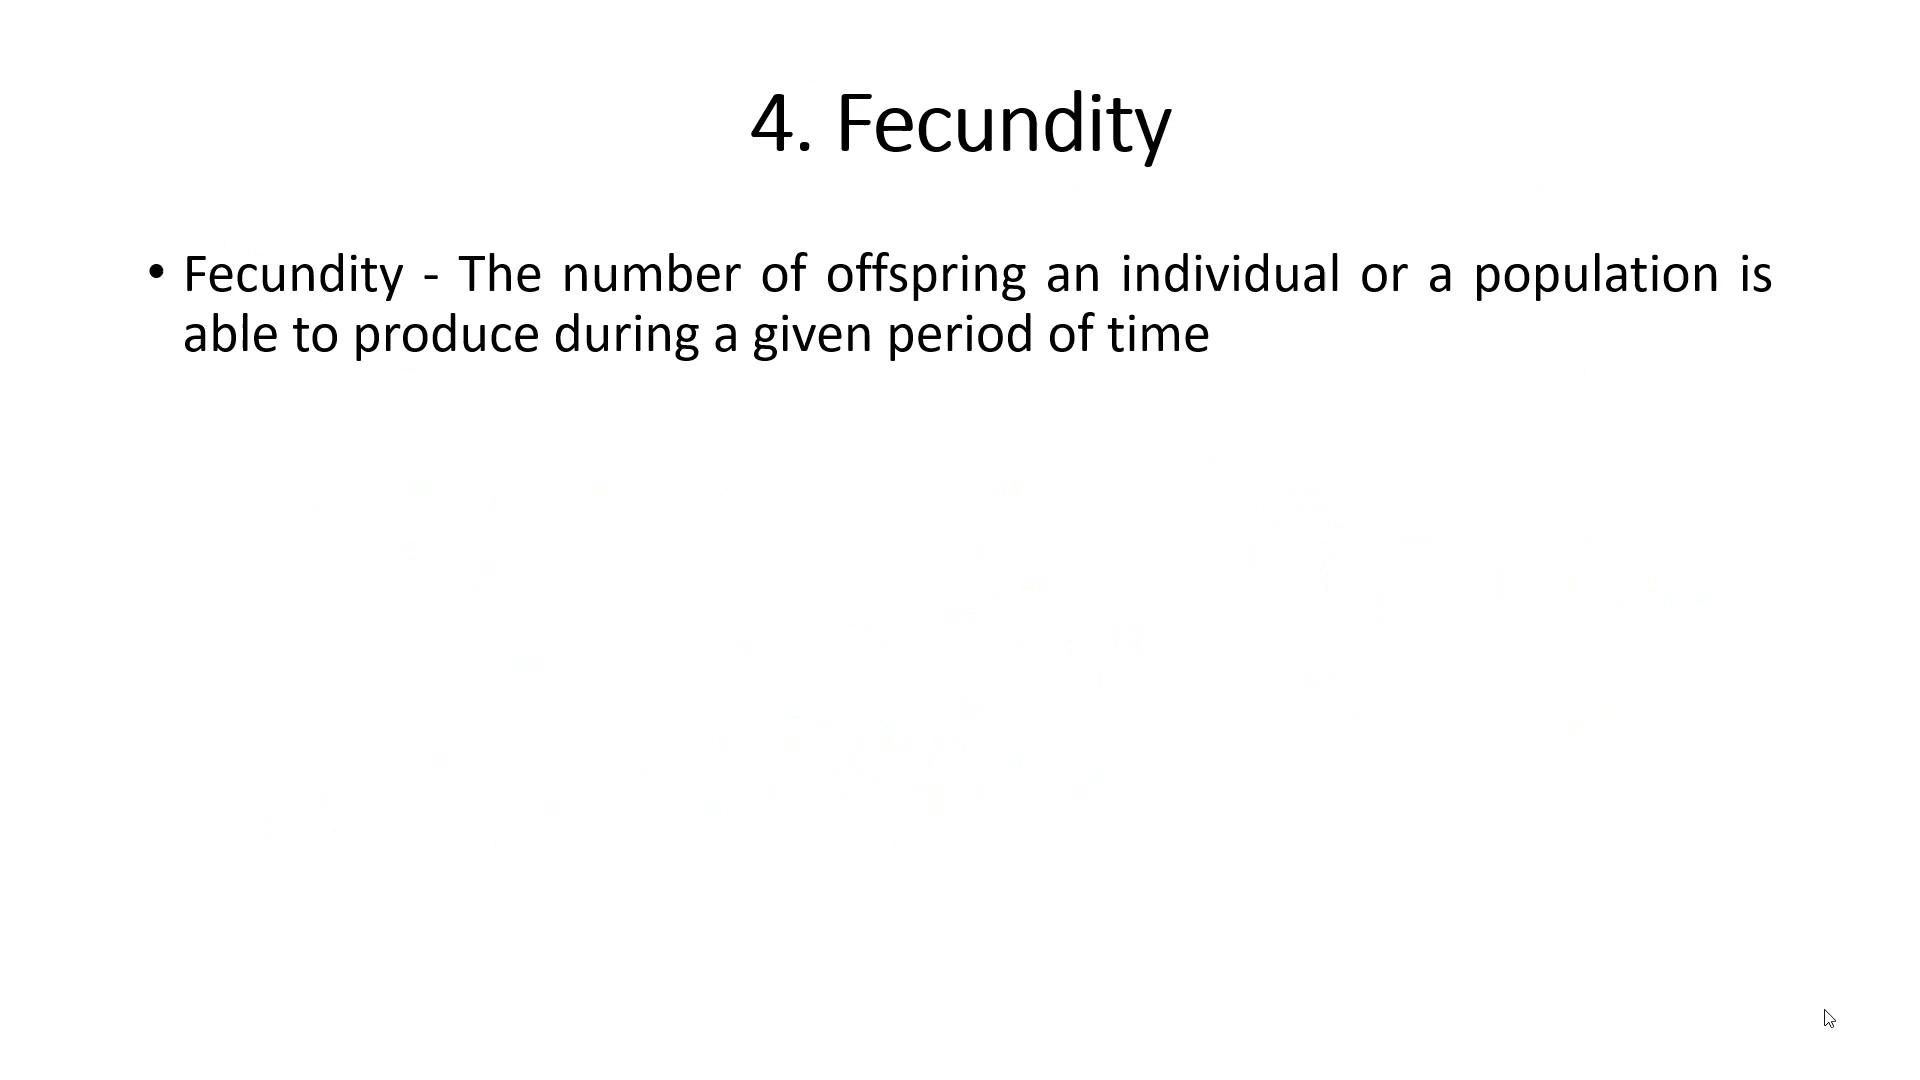 4. Fecundity
• Fecundity - The number of offspring an individual or a population is
able to produce during a given period of time